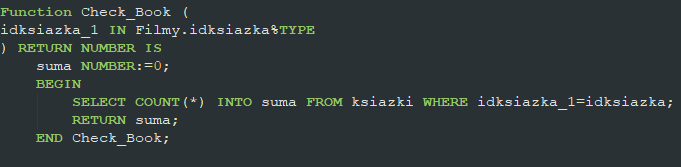 Function Check_Book (
idksiazka_1 IN Filmy.idksiazka%TYPE
) RETURN NUMBER IS
suma NUMBER:=0;
BEGIN
SELECT COUNT(*) INTO suma FROM ksiazki WHERE idksiazka_1=idksiazka;
RETURN suma;
END Check_Book;